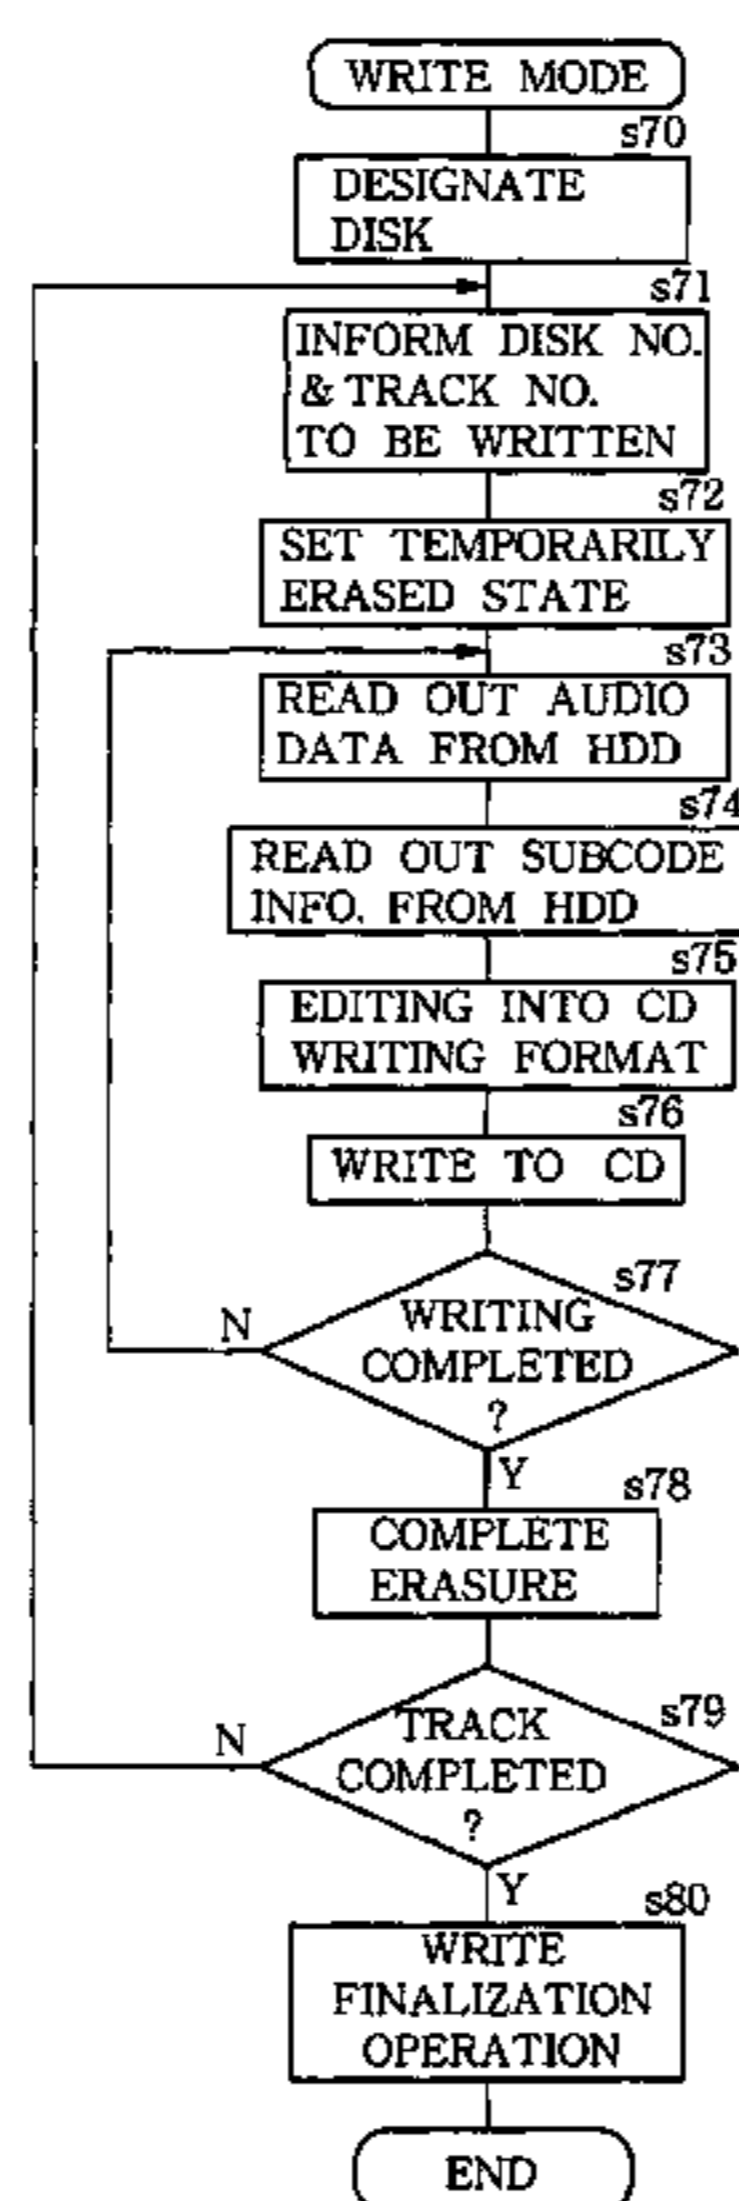 WRITE MODE
s70
DESIGNATE
DISK
s71
INFORM DISK NO.
& TRACK NO.
TO BE WRITTEN
s72
SET TEMPORARILY
ERASED STATE
s73
READ OUT AUDIO
DATA FROM HDD
s74
READ OUT SUBCODE
INFO. FROM HDD
s75
EDITING INTO CD
WRITING FORMAT
s76
WRITE TO CD
s77
WRITING
COMPLETED
?
N
Y
s78
COMPLETE
ERASURE
s79
TRACK
COMPLETED
?
N
Y
s80
WRITE
FINALIZATION
OPERATION
END